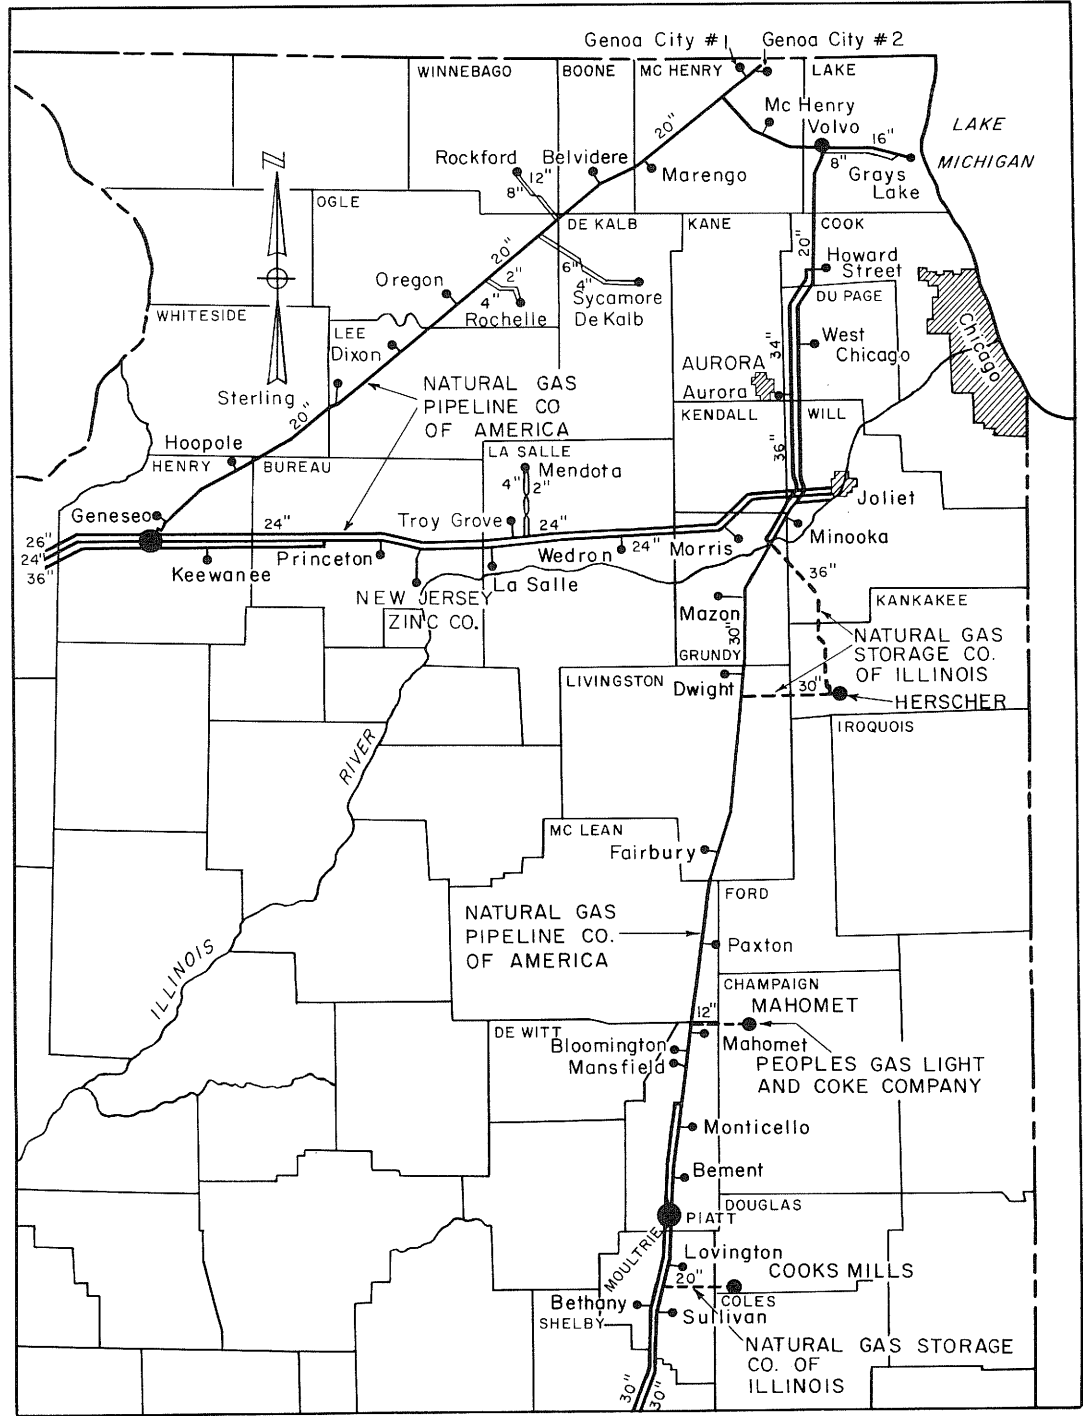 Genoa City #1
Genoa City #2
WINNEBAGO
BOONE
MC HENRY
LAKE
Mc Henry
Volvo
20"
16"
8"
LAKE
MICHIGAN
Rockford
Belvidere
12"
8"
Marengo
Grays
Lake
N
OGLE
DE KALB
KANE
COOK
20"
20"
Howard
Street
6"
4"
2"
4"
Oregon
Rochelle
Sycamore
De Kalb
DU PAGE
WHITESIDE
LEE
Dixon
34"
West
Chicago
Chicago
AURORA
Aurora
NATURAL GAS
PIPELINE CO
OF AMERICA
Sterling
20"
KENDALL
WILL
36"
Hoopole
HENRY
BUREAU
LA SALLE
Mendota
4"
2"
Joliet
Geneseo
24"
Troy Grove
24"
Minooka
26"
24"
36"
Keewanee
Princeton
Wedron
24"
Morris
La Salle
36"
NEW JERSEY
ZINC CO.
Mazon
30"
KANKAKEE
NATURAL GAS
STORAGE CO.
OF ILLINOIS
GRUNDY
LIVINGSTON
Dwight
30"
HERSCHER
IROQUOIS
RIVER
MC LEAN
Fairbury
FORD
NATURAL GAS
PIPELINE CO.
OF AMERICA
Paxton
ILLINOIS
CHAMPAIGN
MAHOMET
12"
DE WITT
Bloomington
Mansfield
Mahomet
PEOPLES GAS LIGHT
AND COKE COMPANY
Monticello
Bement
DOUGLAS
PIATT
MOULTRIE
Lovington
20"
COOKS MILLS
Bethany
COLES
Sullivan
SHELBY
NATURAL GAS STORAGE
CO. OF
ILLINOIS
30"
30"